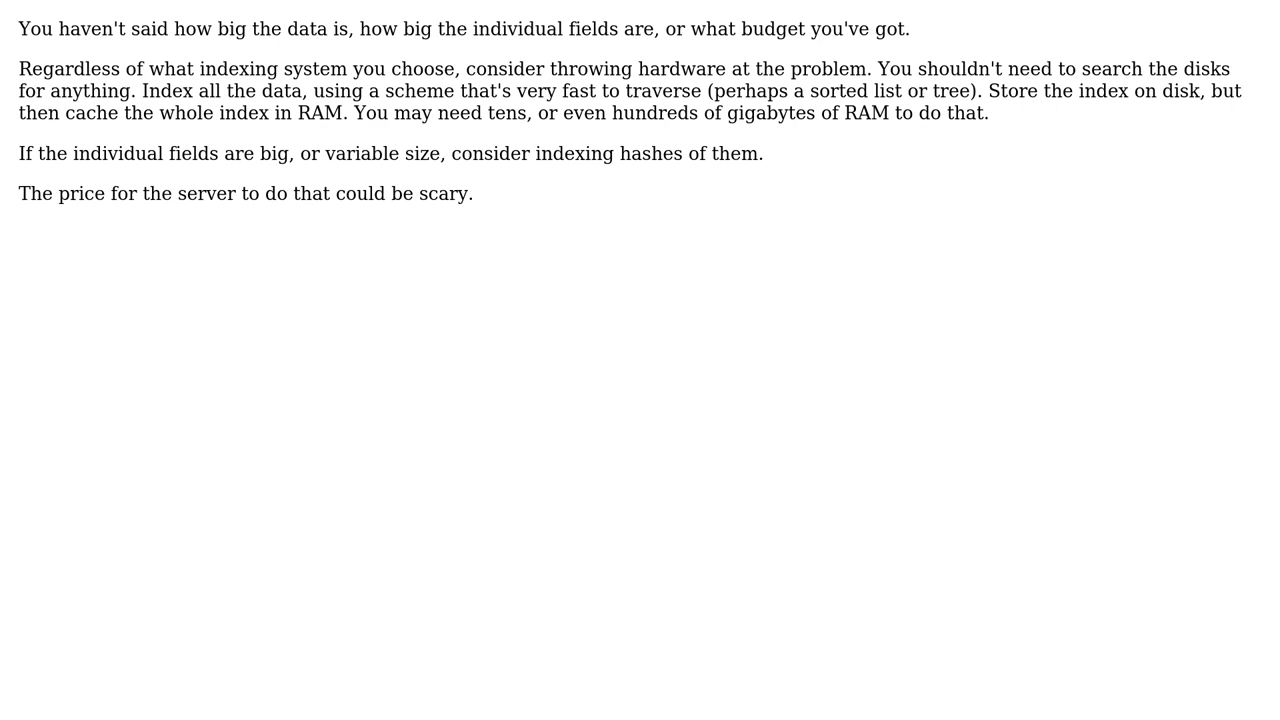 You haven't said how big the data is, how big the individual fields are, or what budget you've got.
Regardless of what indexing system you choose, consider throwing hardware at the problem. You shouldn't need to search the disks
for anything. Index all the data, using a scheme that's very fast to traverse (perhaps a sorted list or tree). Store the index on disk, but
then cache the whole index in RAM. You may need tens, or even hundreds of gigabytes of RAM to do that.
If the individual fields are big, or variable size, consider indexing hashes of them.
The price for the server to do that could be scary.